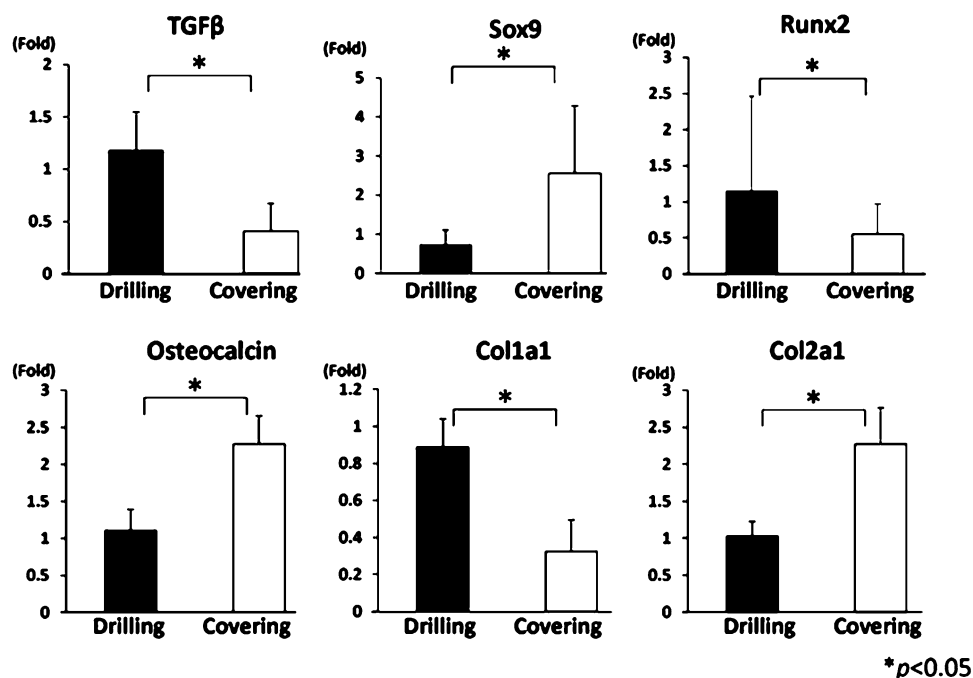 TGFβ
(Fold)
2
*
1.5
1
0.5
0
Drilling Covering
Sox9
(Fold)
*
5
4
3
2
1
0
Drilling Covering
Runx2
(Fold)
3
*
2.5
2
1.5
1
0.5
0
Drilling Covering
Osteocalcin
(Fold)
3
*
2.5
2
1.5
1
0.5
0
Drilling Covering
Col1a1
(Fold)
1.2
*
1
0.8
0.6
0.4
0.2
0
Drilling Covering
Col2a1
(Fold)
3
*
2.5
2
1.5
1
0.5
0
Drilling Covering
*p<0.05